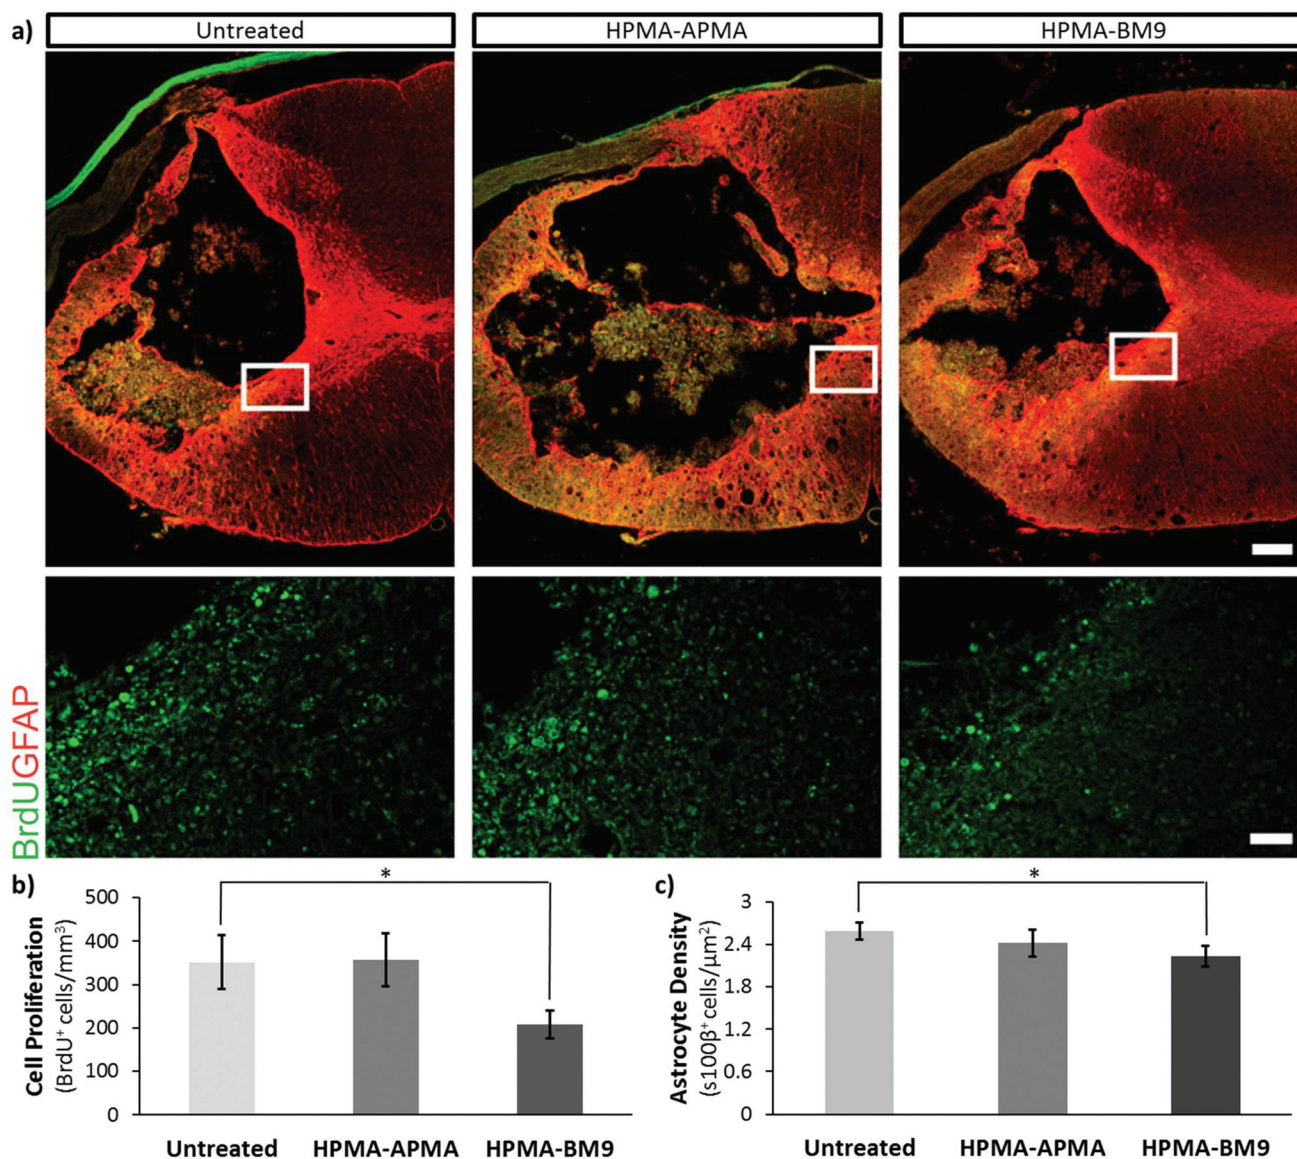 a)
Untreated
HPMA-APMA
HPMA-BM9
BrdUGFAP
b)
*
500
400
300
200
100
0
Cell Proliferation
(BrdU⁺ cells/mm³)
Untreated
HPMA-APMA
HPMA-BM9
c)
*
3
2.4
1.8
1.2
0.6
0
Astrocyte Density
(s100β⁺ cells/μm²)
Untreated
HPMA-APMA
HPMA-BM9